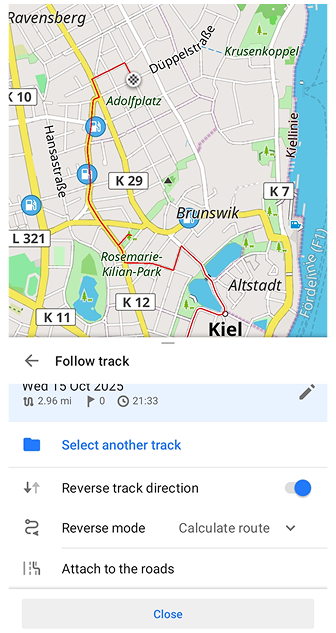 Ravensberg
Düppelstraße
Krusenkoppel
K 10
Adolfplatz
Hansastraße
Kiellinie
K 29
K 7
Brunswik
L 321
Rosemarie-
Kilian-Park
Altstadt
Fördelinie (F1)
K 12
K 11
Kiel
Follow track
Wed 15 Oct 2025
2.96 mi 0 21:33
Select another track
Reverse track direction
Reverse mode Calculate route
Attach to the roads
Close